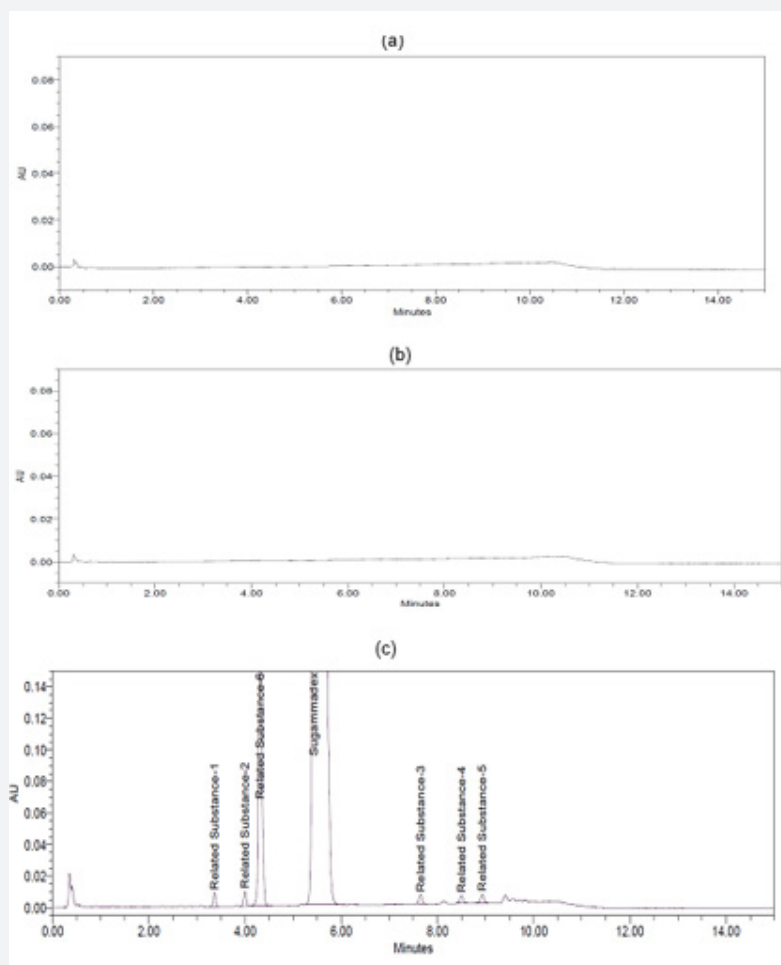 (a)
AU
0.08
0.06
0.04
0.02
0.00
0.00 2.00 4.00 6.00 8.00 10.00 12.00 14.00
Minutes
(b)
AU
0.08
0.06
0.04
0.02
0.00
0.00 2.00 4.00 6.00 8.00 10.00 12.00 14.00
Minutes
(c)
AU
0.14
0.12
0.10
0.08
0.06
0.04
0.02
0.00
Related Substance-1
Related Substance-2
Related Substance-6
Sugammadex
Related Substance-3
Related Substance-4
Related Substance-5
0.00 2.00 4.00 6.00 8.00 10.00 12.00 14.00
Minutes